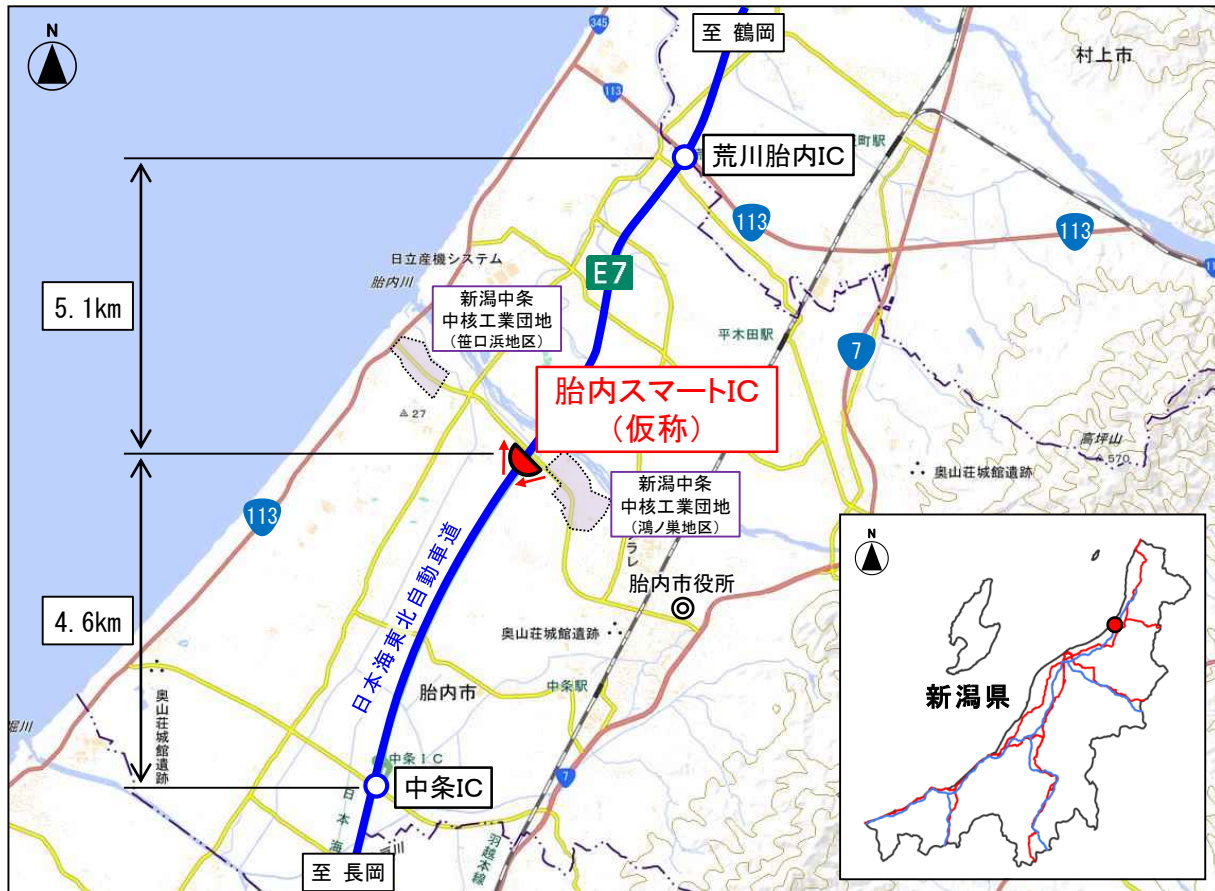 N
345
至 鶴岡
村上市
113
荒川胎内IC
113
113
日立産機システム
胎内川
E7
5.1km
新潟中条
中核工業団地
(笹口浜地区)
平木田駅
7
胎内スマートIC
(仮称)
27
高坪山
570
奥山荘城館遺跡
新潟中条
中核工業団地
(鴻ノ巣地区)
113
日本海東北自動車道
胎内市役所
4.6km
奥山荘城館遺跡
胎内市
中条駅
奥山荘城館遺跡
中条IC
中条IC
7
羽越本線
至 長岡
N
新潟県